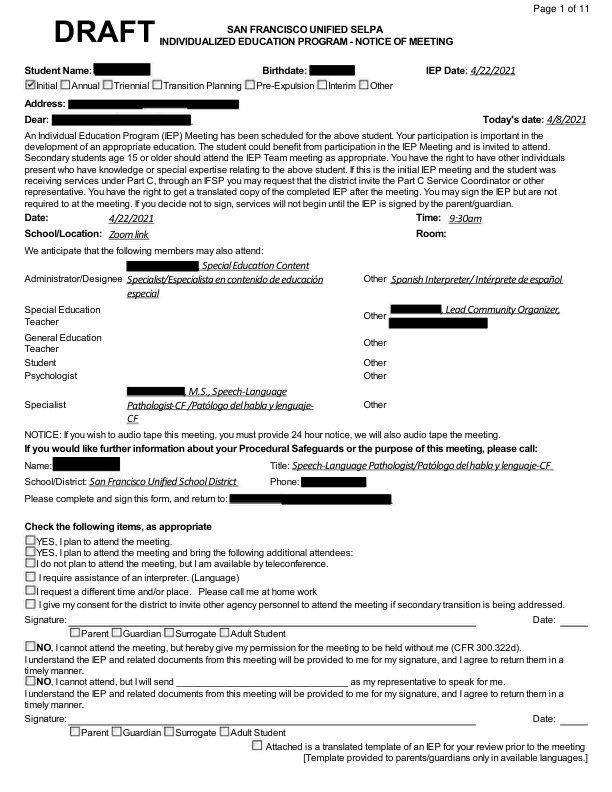 Page 1 of 11
DRAFT
SAN FRANCISCO UNIFIED SELPA
INDIVIDUALIZED EDUCATION PROGRAM - NOTICE OF MEETING
Student Name: Birthdate: IEP Date: 4/22/2021
Initial Annual Triennial Transition Planning Pre-Expulsion Interim Other
Address:
Dear: Today's date: 4/8/2021
An Individual Education Program (IEP) Meeting has been scheduled for the above student. Your participation is important in the
development of an appropriate education. The student could benefit from participation in the IEP Meeting and is invited to attend.
Secondary students age 15 or older should attend the IEP Team meeting as appropriate. You have the right to have other individuals
present who have knowledge or special expertise relating to the above student. If this is the initial IEP meeting and the student was
receiving services under Part C, through an IFSP you may request that the district invite the Part C Service Coordinator or other
representative. You have the right to get a translated copy of the completed IEP after the meeting. You may sign the IEP but are not
required to at the meeting. If you decide not to sign, services will not begin until the IEP is signed by the parent/guardian.
Date: 4/22/2021 Time: 9:30am
School/Location: Zoom link Room:
We anticipate that the following members may also attend:
Administrator/Designee , Special Education Content Specialist/Especialista en contenido de educación especial Other Spanish Interpreter/ Intérprete de español
Special Education Teacher Other , Lead Community Organizer,
General Education Teacher Other
Student Other
Psychologist Other
Specialist , M.S., Speech-Language Pathologist-CF /Patólogo del habla y lenguaje-CF Other
NOTICE: If you wish to audio tape this meeting, you must provide 24 hour notice, we will also audio tape the meeting.
If you would like further information about your Procedural Safeguards or the purpose of this meeting, please call:
Name: Title: Speech-Language Pathologist/Patólogo del habla y lenguaje-CF
School/District: San Francisco Unified School District Phone:
Please complete and sign this form, and return to:
Check the following items, as appropriate
YES, I plan to attend the meeting.
YES, I plan to attend the meeting and bring the following additional attendees:
I do not plan to attend the meeting, but I am available by teleconference.
I require assistance of an interpreter. (Language)
I request a different time and/or place. Please call me at home work
I give my consent for the district to invite other agency personnel to attend the meeting if secondary transition is being addressed.
Signature: Date:
Parent Guardian Surrogate Adult Student
NO, I cannot attend the meeting, but hereby give my permission for the meeting to be held without me (CFR 300.322d).
I understand the IEP and related documents from this meeting will be provided to me for my signature, and I agree to return them in a
timely manner.
NO, I cannot attend, but I will send as my representative to speak for me.
I understand the IEP and related documents from this meeting will be provided to me for my signature, and I agree to return them in a
timely manner.
Signature: Date:
Parent Guardian Surrogate Adult Student
Attached is a translated template of an IEP for your review prior to the meeting
[Template provided to parents/guardians only in available languages.]